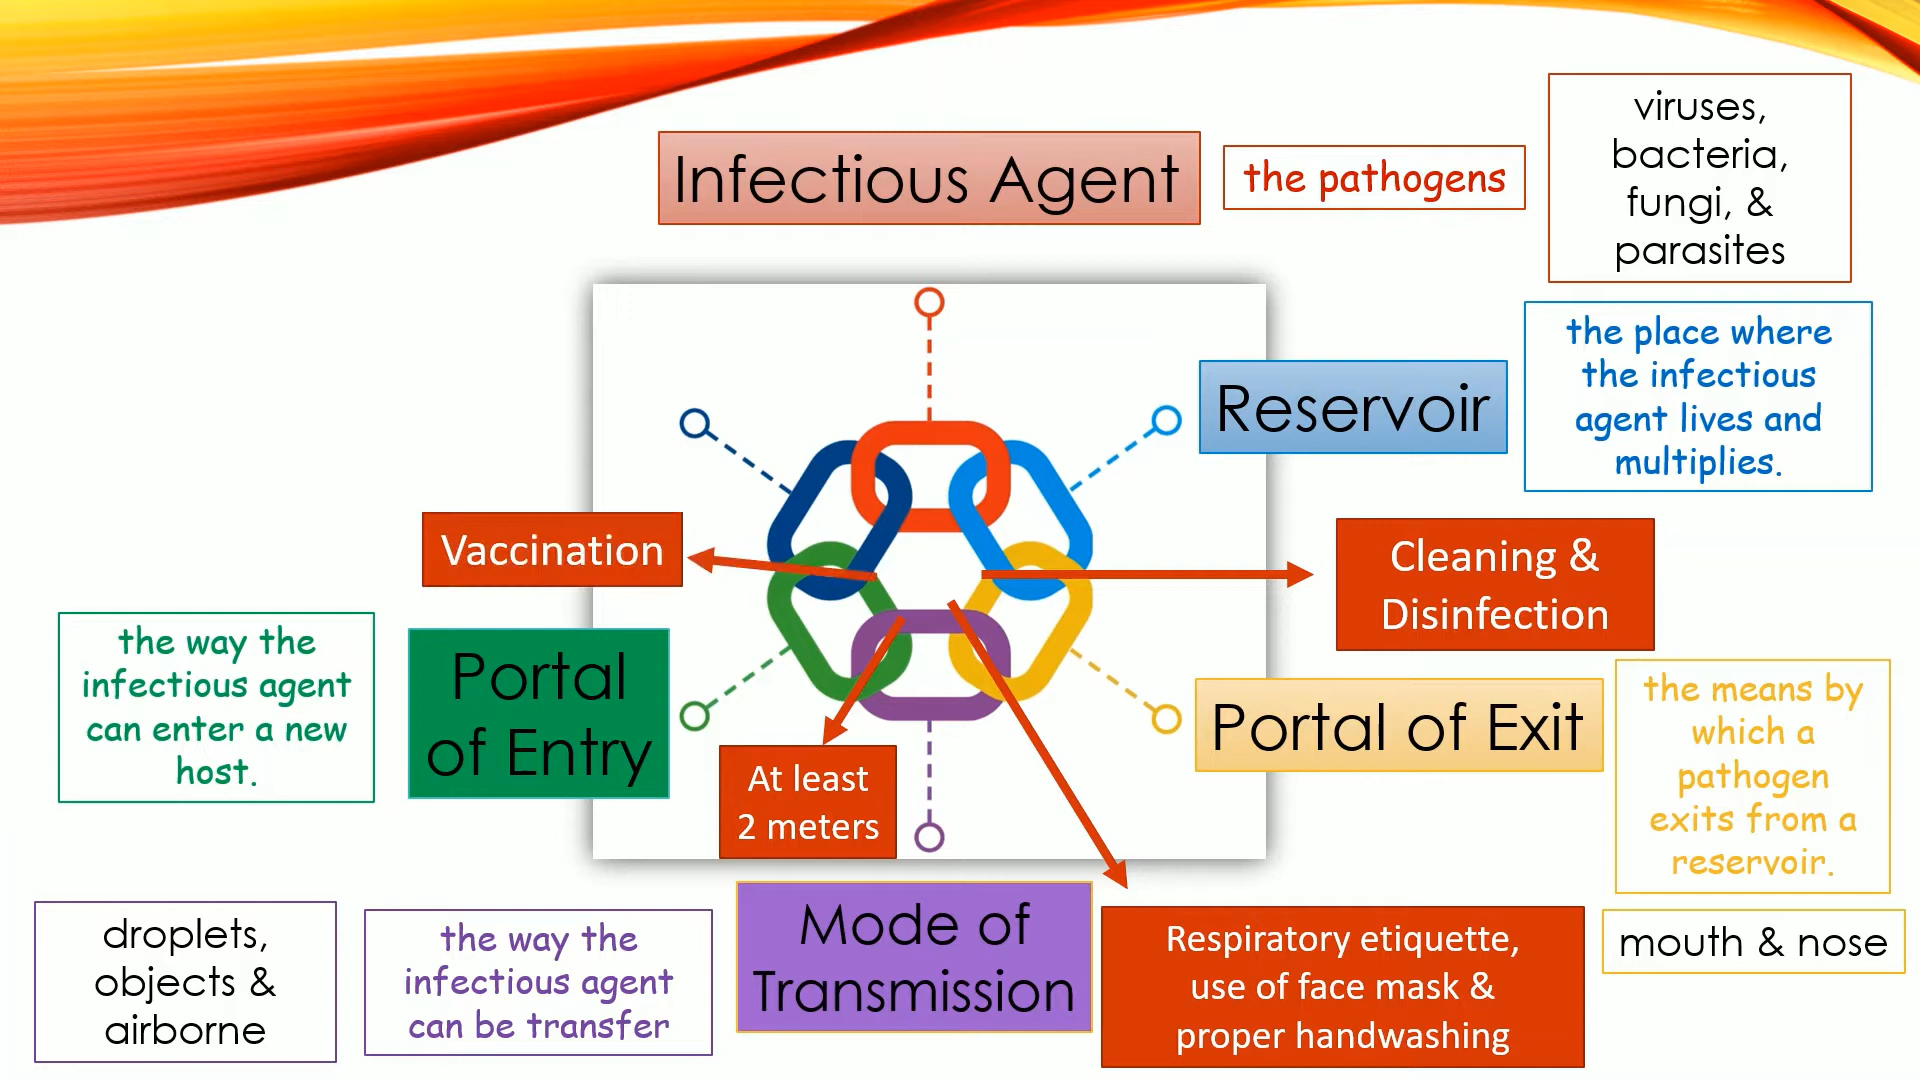 Infectious Agent
the pathogens
viruses,
bacteria,
fungi, &
parasites
Reservoir
the place where
the infectious
agent lives and
multiplies.
Vaccination
Cleaning &
Disinfection
the way the
infectious agent
can enter a new
host.
Portal
of Entry
At least
2 meters
Portal of Exit
the means by
which a
pathogen
exits from a
reservoir.
mouth & nose
droplets,
objects &
airborne
the way the
infectious agent
can be transfer
Mode of
Transmission
Respiratory etiquette,
use of face mask &
proper handwashing